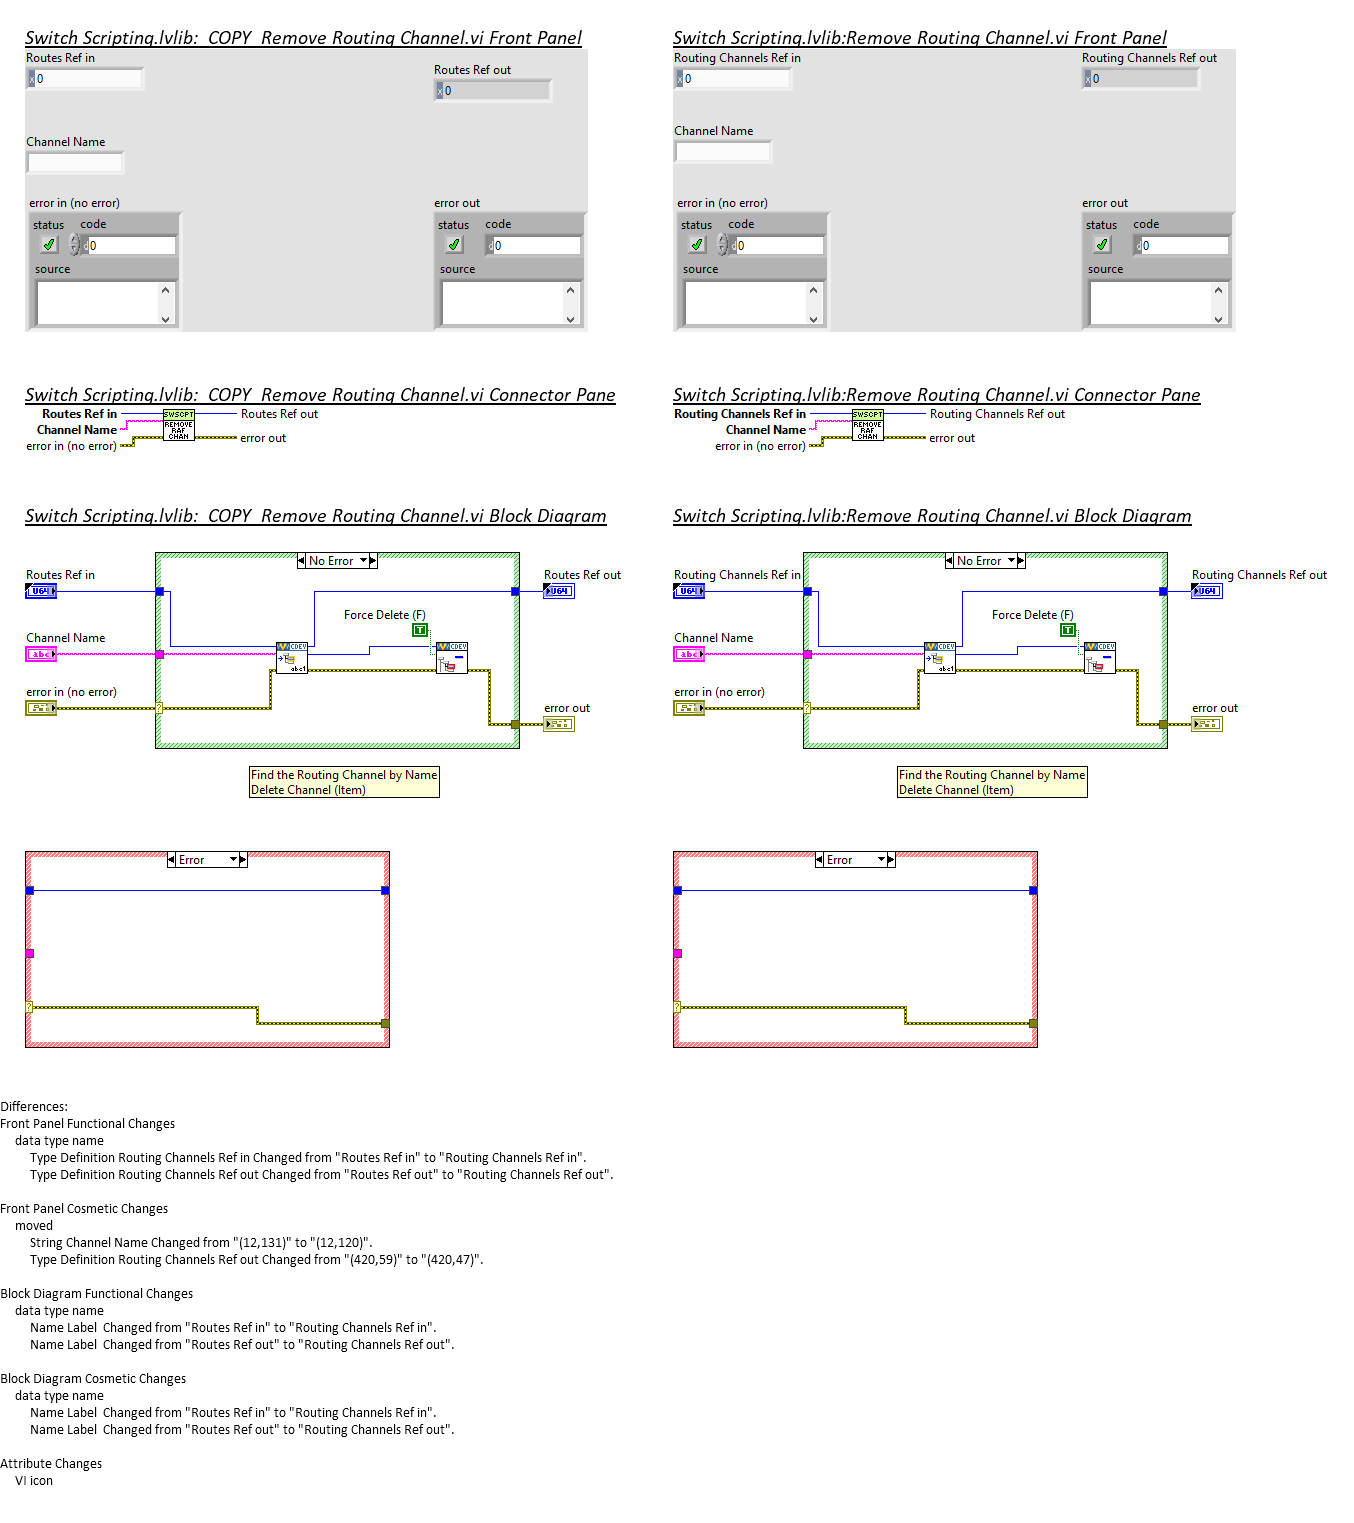 Switch Scripting.lvlib:  COPY  Remove Routing Channel.vi Front Panel
Routes Ref in
x 0
Routes Ref out
x 0
Channel Name
error in (no error)
status code
d 0
source
error out
status code
d 0
source
Switch Scripting.lvlib:Remove Routing Channel.vi Front Panel
Routing Channels Ref in
x 0
Routing Channels Ref out
x 0
Channel Name
error in (no error)
status code
d 0
source
error out
status code
d 0
source
Switch Scripting.lvlib:  COPY  Remove Routing Channel.vi Connector Pane
Routes Ref in
Channel Name
error in (no error)
SWSCPT
REMOVE
RAF
CHAN
Routes Ref out
error out
Switch Scripting.lvlib:Remove Routing Channel.vi Connector Pane
Routing Channels Ref in
Channel Name
error in (no error)
SWSCPT
REMOVE
RAF
CHAN
Routing Channels Ref out
error out
Switch Scripting.lvlib:  COPY  Remove Routing Channel.vi Block Diagram
No Error
Routes Ref in
U64
Routes Ref out
U64
Force Delete (F)
T
Channel Name
abc
CDEV
abc1
CDEV
error in (no error)
?
error out
Find the Routing Channel by Name
Delete Channel (Item)
Error
?
Switch Scripting.lvlib:Remove Routing Channel.vi Block Diagram
No Error
Routing Channels Ref in
U64
Routing Channels Ref out
U64
Force Delete (F)
T
Channel Name
abc
CDEV
abc1
CDEV
error in (no error)
?
error out
Find the Routing Channel by Name
Delete Channel (Item)
Error
?
Differences:
Front Panel Functional Changes
data type name
Type Definition Routing Channels Ref in Changed from "Routes Ref in" to "Routing Channels Ref in".
Type Definition Routing Channels Ref out Changed from "Routes Ref out" to "Routing Channels Ref out".
Front Panel Cosmetic Changes
moved
String Channel Name Changed from "(12,131)" to "(12,120)".
Type Definition Routing Channels Ref out Changed from "(420,59)" to "(420,47)".
Block Diagram Functional Changes
data type name
Name Label  Changed from "Routes Ref in" to "Routing Channels Ref in".
Name Label  Changed from "Routes Ref out" to "Routing Channels Ref out".
Block Diagram Cosmetic Changes
data type name
Name Label  Changed from "Routes Ref in" to "Routing Channels Ref in".
Name Label  Changed from "Routes Ref out" to "Routing Channels Ref out".
Attribute Changes
VI icon